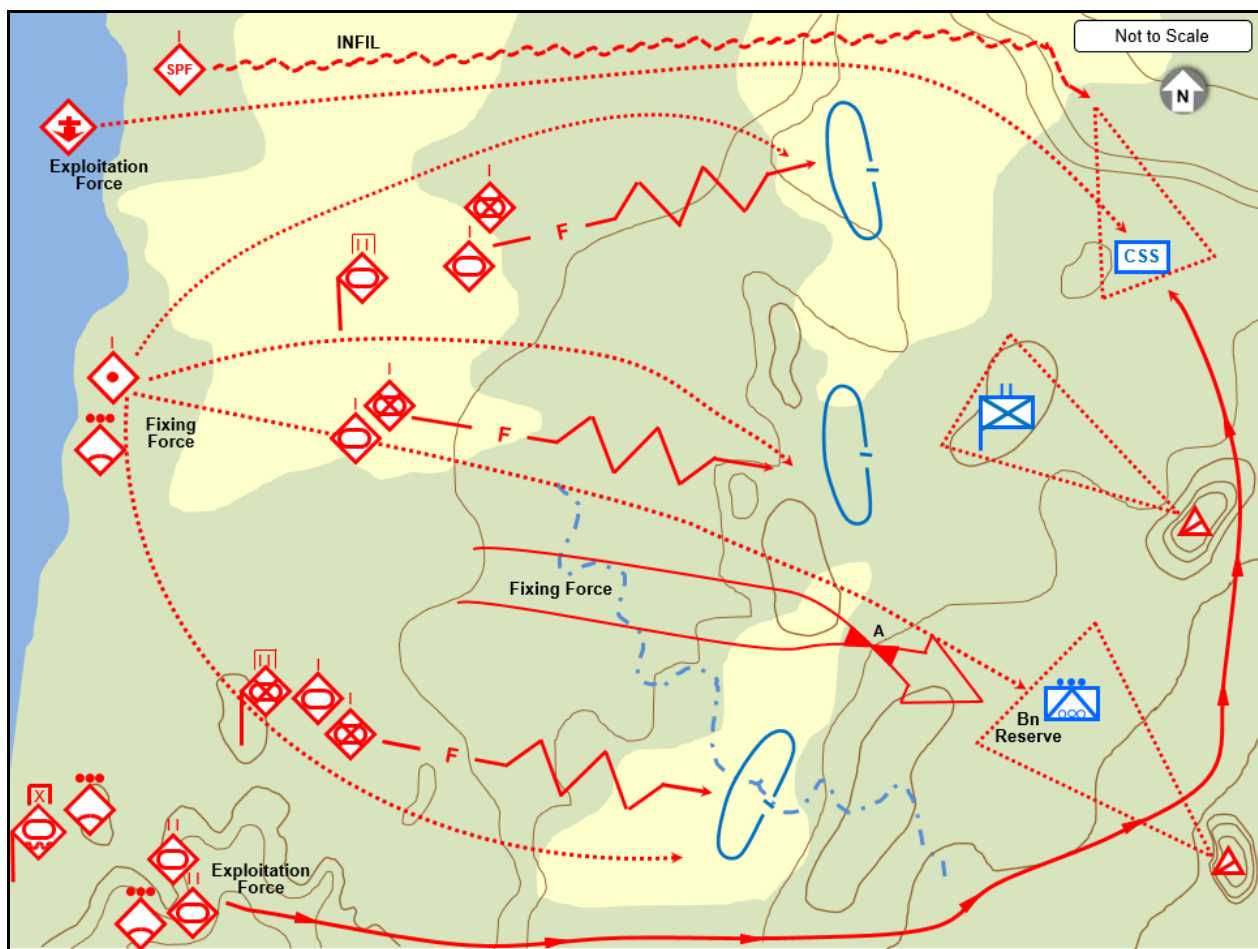 INFIL
Not to Scale
SPF
N
Exploitation
Force
F
CSS
Fixing
Force
F
Fixing Force
A
Bn
Reserve
F
X
Exploitation
Force